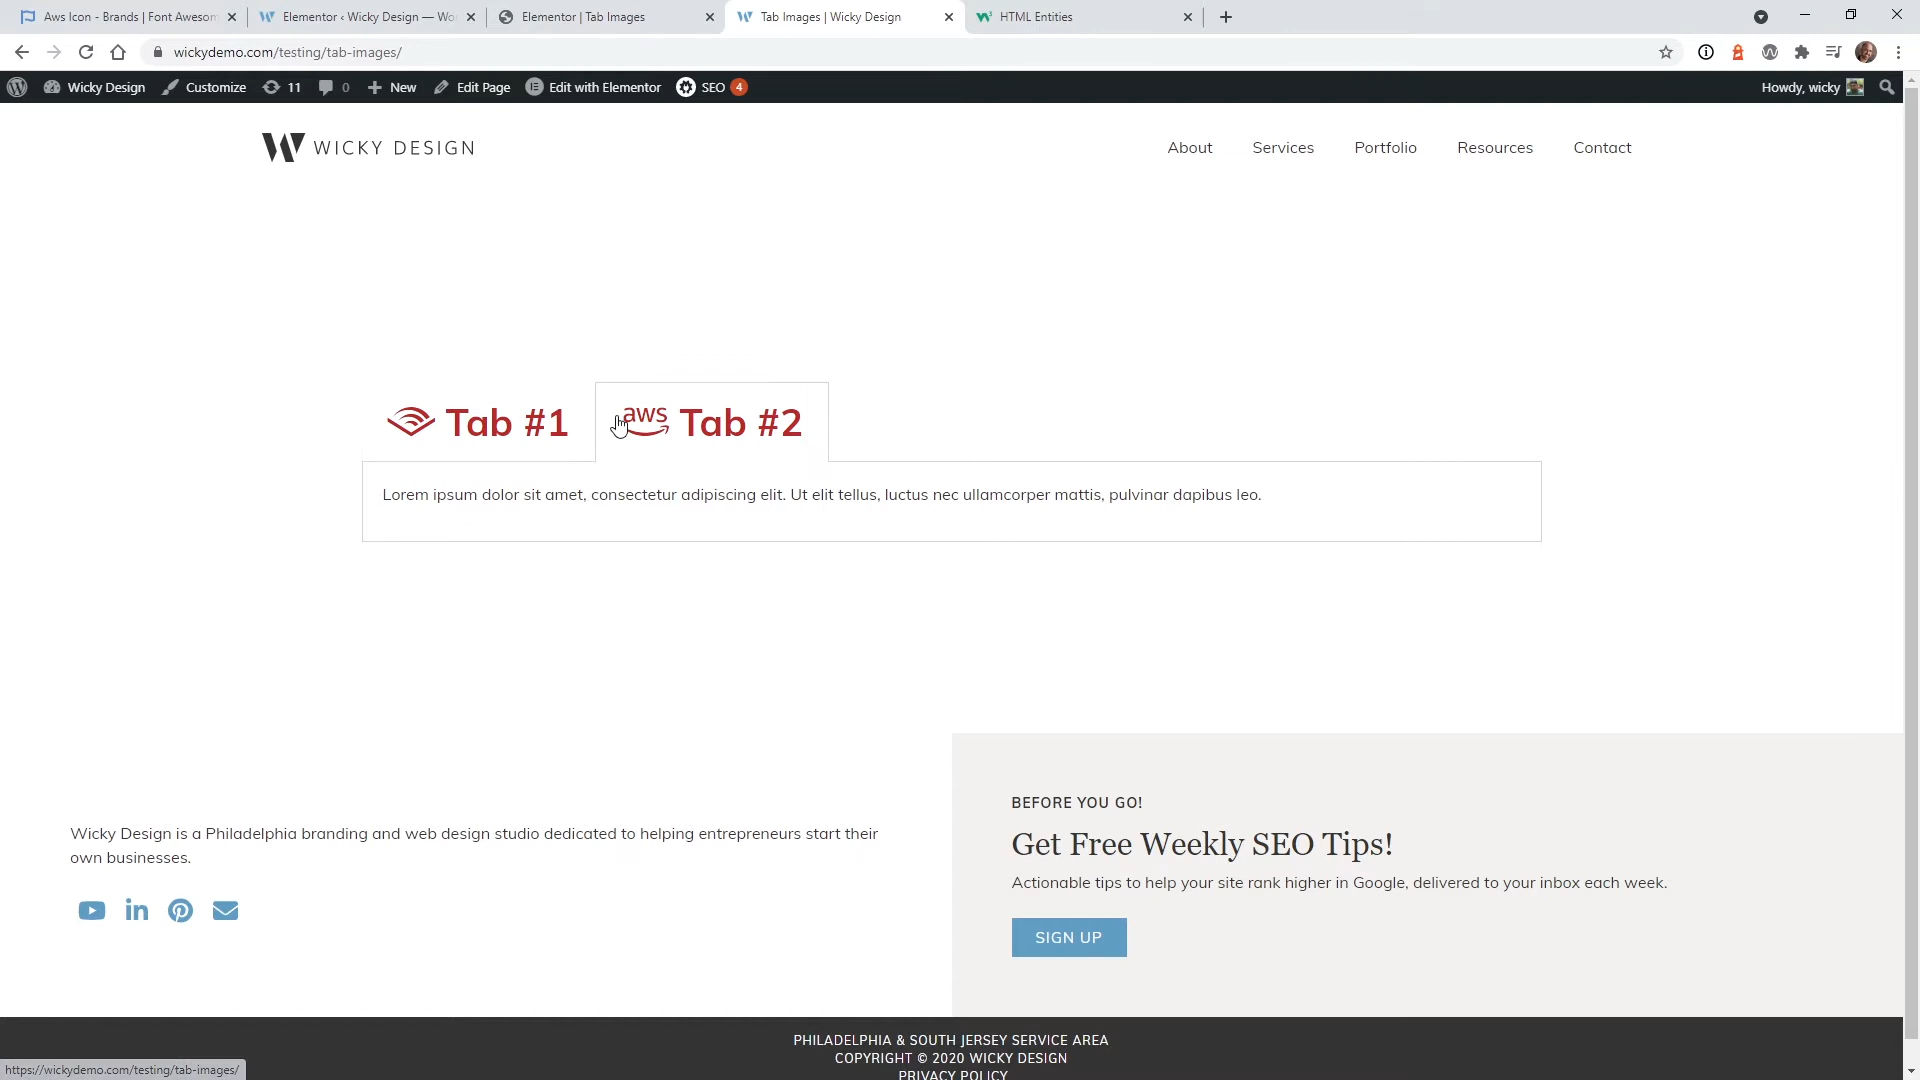 Aws Icon - Brands | Font Awesom
Elementor ‹ Wicky Design — Wo
Elementor | Tab Images
Tab Images | Wicky Design
HTML Entities
wickydemo.com/testing/tab-images/
Wicky Design
Customize
11
0
New
Edit Page
Edit with Elementor
SEO 4
Howdy, wicky
WICKY DESIGN
About
Services
Portfolio
Resources
Contact
Tab #1
aws Tab #2
Lorem ipsum dolor sit amet, consectetur adipiscing elit. Ut elit tellus, luctus nec ullamcorper mattis, pulvinar dapibus leo.
Wicky Design is a Philadelphia branding and web design studio dedicated to helping entrepreneurs start their
own businesses.
BEFORE YOU GO!
Get Free Weekly SEO Tips!
Actionable tips to help your site rank higher in Google, delivered to your inbox each week.
SIGN UP
PHILADELPHIA & SOUTH JERSEY SERVICE AREA
COPYRIGHT © 2020 WICKY DESIGN
PRIVACY POLICY
https://wickydemo.com/testing/tab-images/